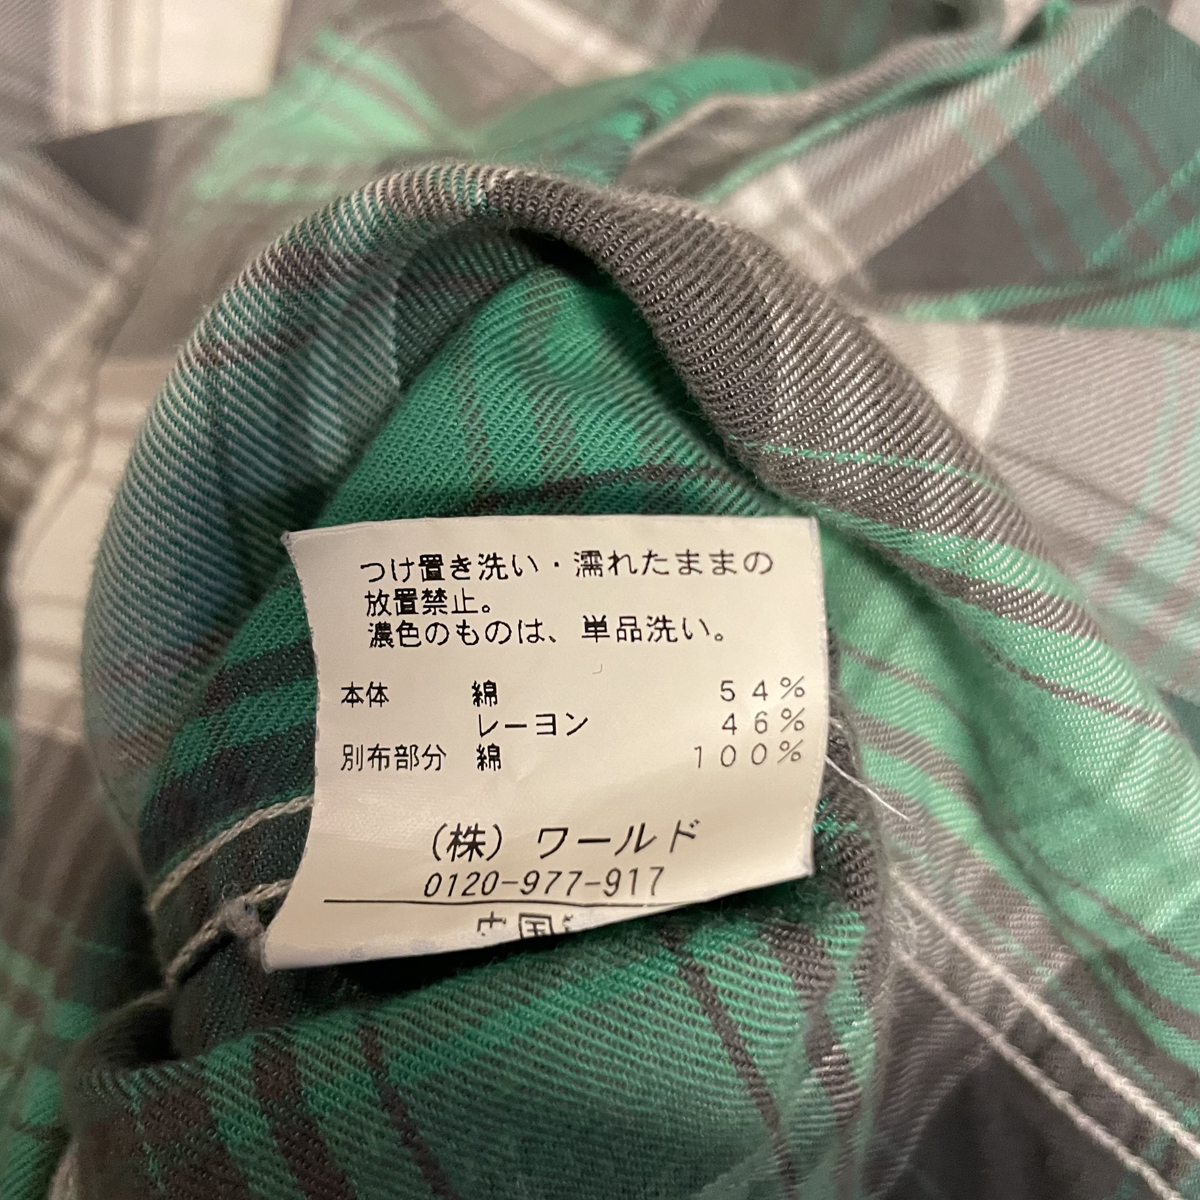 つけ置き洗い・濡れたままの
放置禁止。
濃色のものは、単品洗い。
本体 綿 54%
レーヨン 46%
別布部分 綿 100%
(株)ワールド
0120-977-917